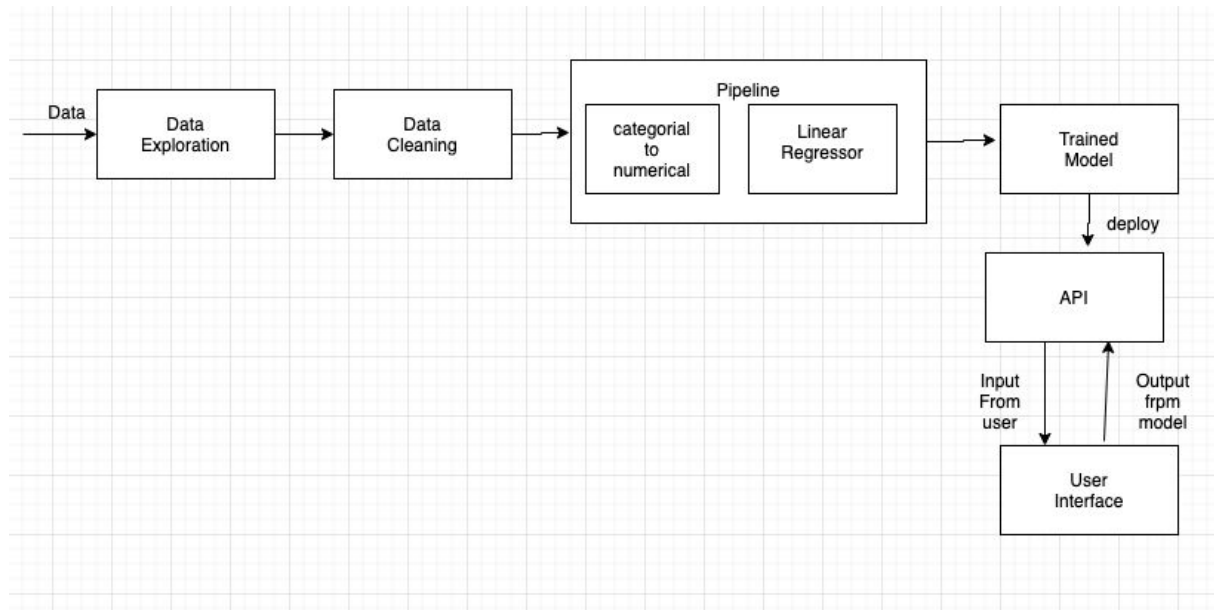 Data
Data
Exploration
Data
Cleaning
Pipeline
categorial
to
numerical
Linear
Regressor
Trained
Model
deploy
API
Input
From
user
Output
frpm
model
User
Interface